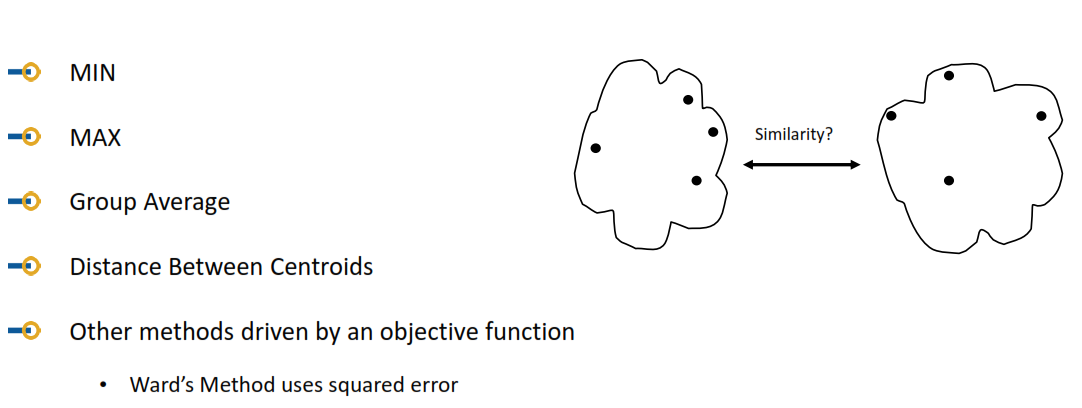 MIN
MAX
Similarity?
Group Average
Distance Between Centroids
Other methods driven by an objective function
• Ward's Method uses squared error